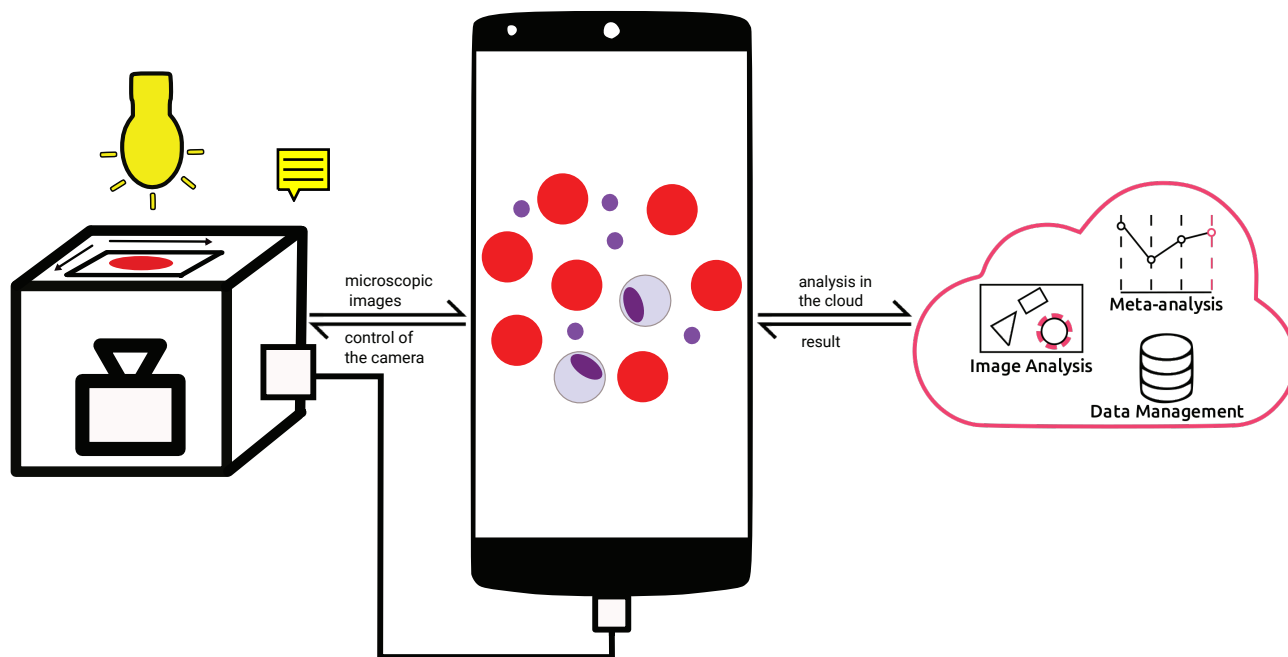 microscopic
images
control of
the camera
analysis in
the cloud
result
Meta-analysis
Image Analysis
Data Management